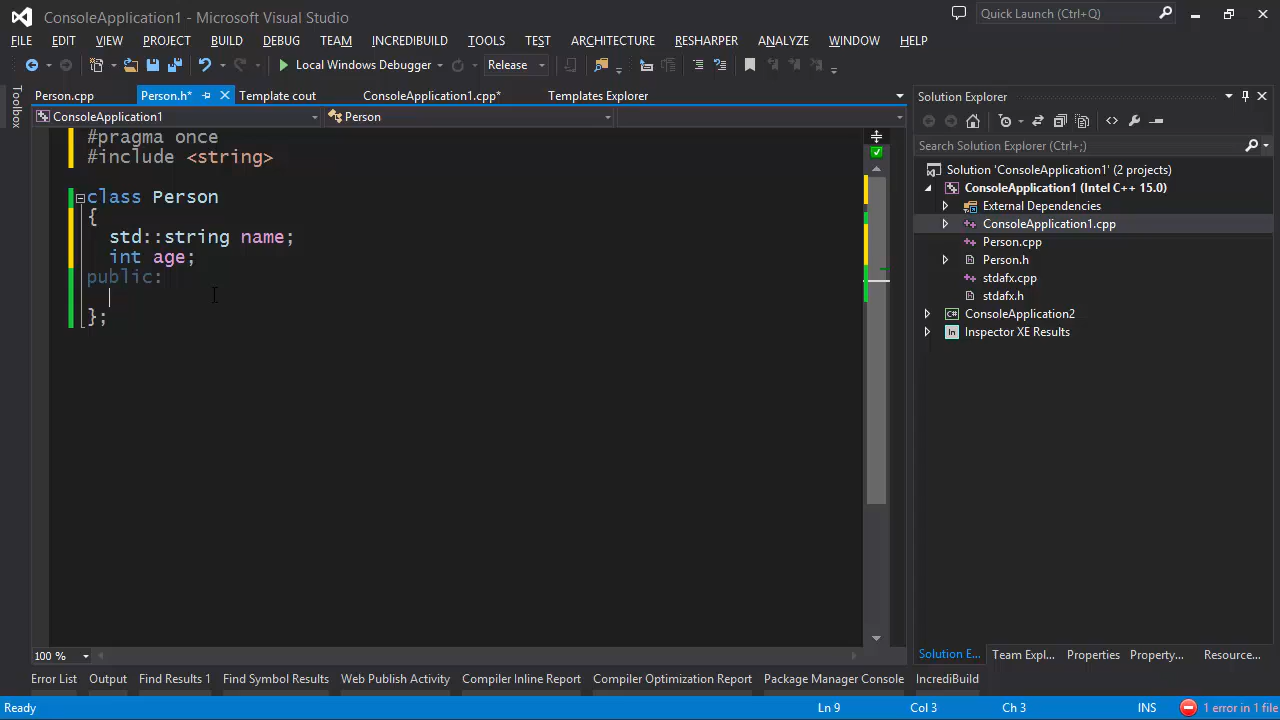 ConsoleApplication1 - Microsoft Visual Studio
Quick Launch (Ctrl+Q)
FILE EDIT VIEW PROJECT BUILD DEBUG TEAM INCREDIBUILD TOOLS TEST ARCHITECTURE RESHARPER ANALYZE WINDOW HELP
Local Windows Debugger Release
Toolbox
Person.cpp Person.h* Template cout ConsoleApplication1.cpp* Templates Explorer
ConsoleApplication1 Person
#pragma once
#include <string>
class Person
{
std::string name;
int age;
public:
};
100 %
Solution Explorer
Search Solution Explorer (Ctrl+;)
Solution 'ConsoleApplication1' (2 projects)
ConsoleApplication1 (Intel C++ 15.0)
External Dependencies
ConsoleApplication1.cpp
Person.cpp
Person.h
stdafx.cpp
stdafx.h
C# ConsoleApplication2
In Inspector XE Results
Solution E... Team Expl... Properties Property... Resource...
Error List Output Find Results 1 Find Symbol Results Web Publish Activity Compiler Inline Report Compiler Optimization Report Package Manager Console IncrediBuild
Ready Ln 9 Col 3 Ch 3 INS 1 error in 1 file